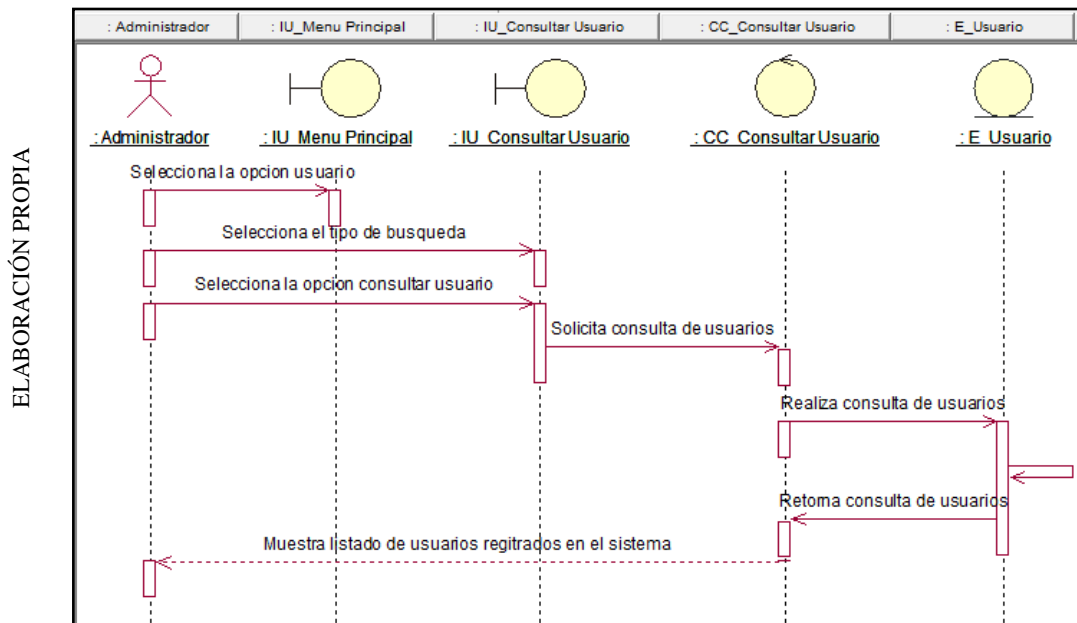 : Administrador
: IU_Menu Principal
: IU_Consultar Usuario
: CC_Consultar Usuario
: E_Usuario
: Administrador
: IU_Menu Principal
: IU_Consultar Usuario
: CC_Consultar Usuario
: E_Usuario
Selecciona la opcion usuario
Selecciona el tipo de busqueda
Selecciona la opcion consultar usuario
Solicita consulta de usuarios
Realiza consulta de usuarios
Retorna consulta de usuarios
Muestra listado de usuarios regitrados en el sistema
ELABORACIÓN PROPIA